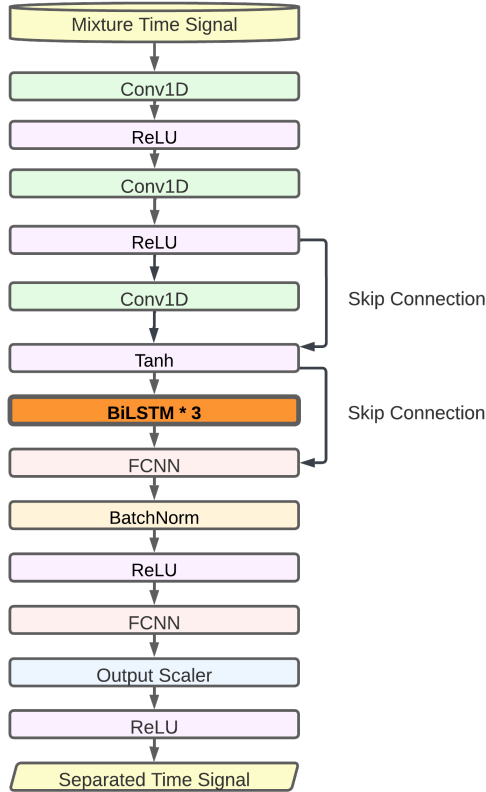 Mixture Time Signal
Conv1D
ReLU
Conv1D
ReLU
Skip Connection
Conv1D
Tanh
BiLSTM * 3
Skip Connection
FCNN
BatchNorm
ReLU
FCNN
Output Scaler
ReLU
Separated Time Signal